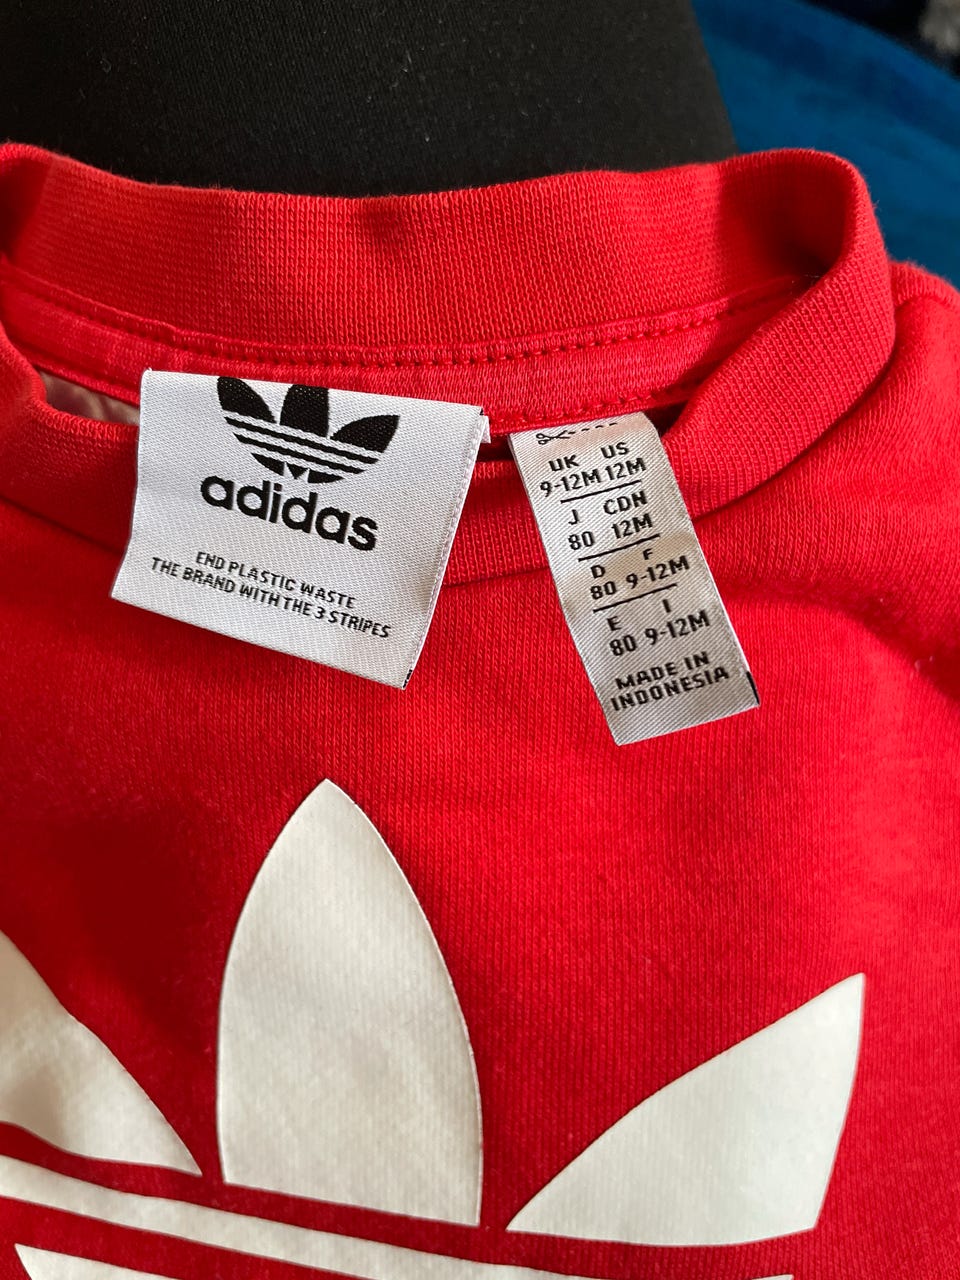 adidas
END PLASTIC WASTE
THE BRAND WITH THE 3 STRIPES
UK US
9-12M 12M
J CDN
80 12M
D F
80 9-12M
E I
80 9-12M
MADE IN
INDONESIA